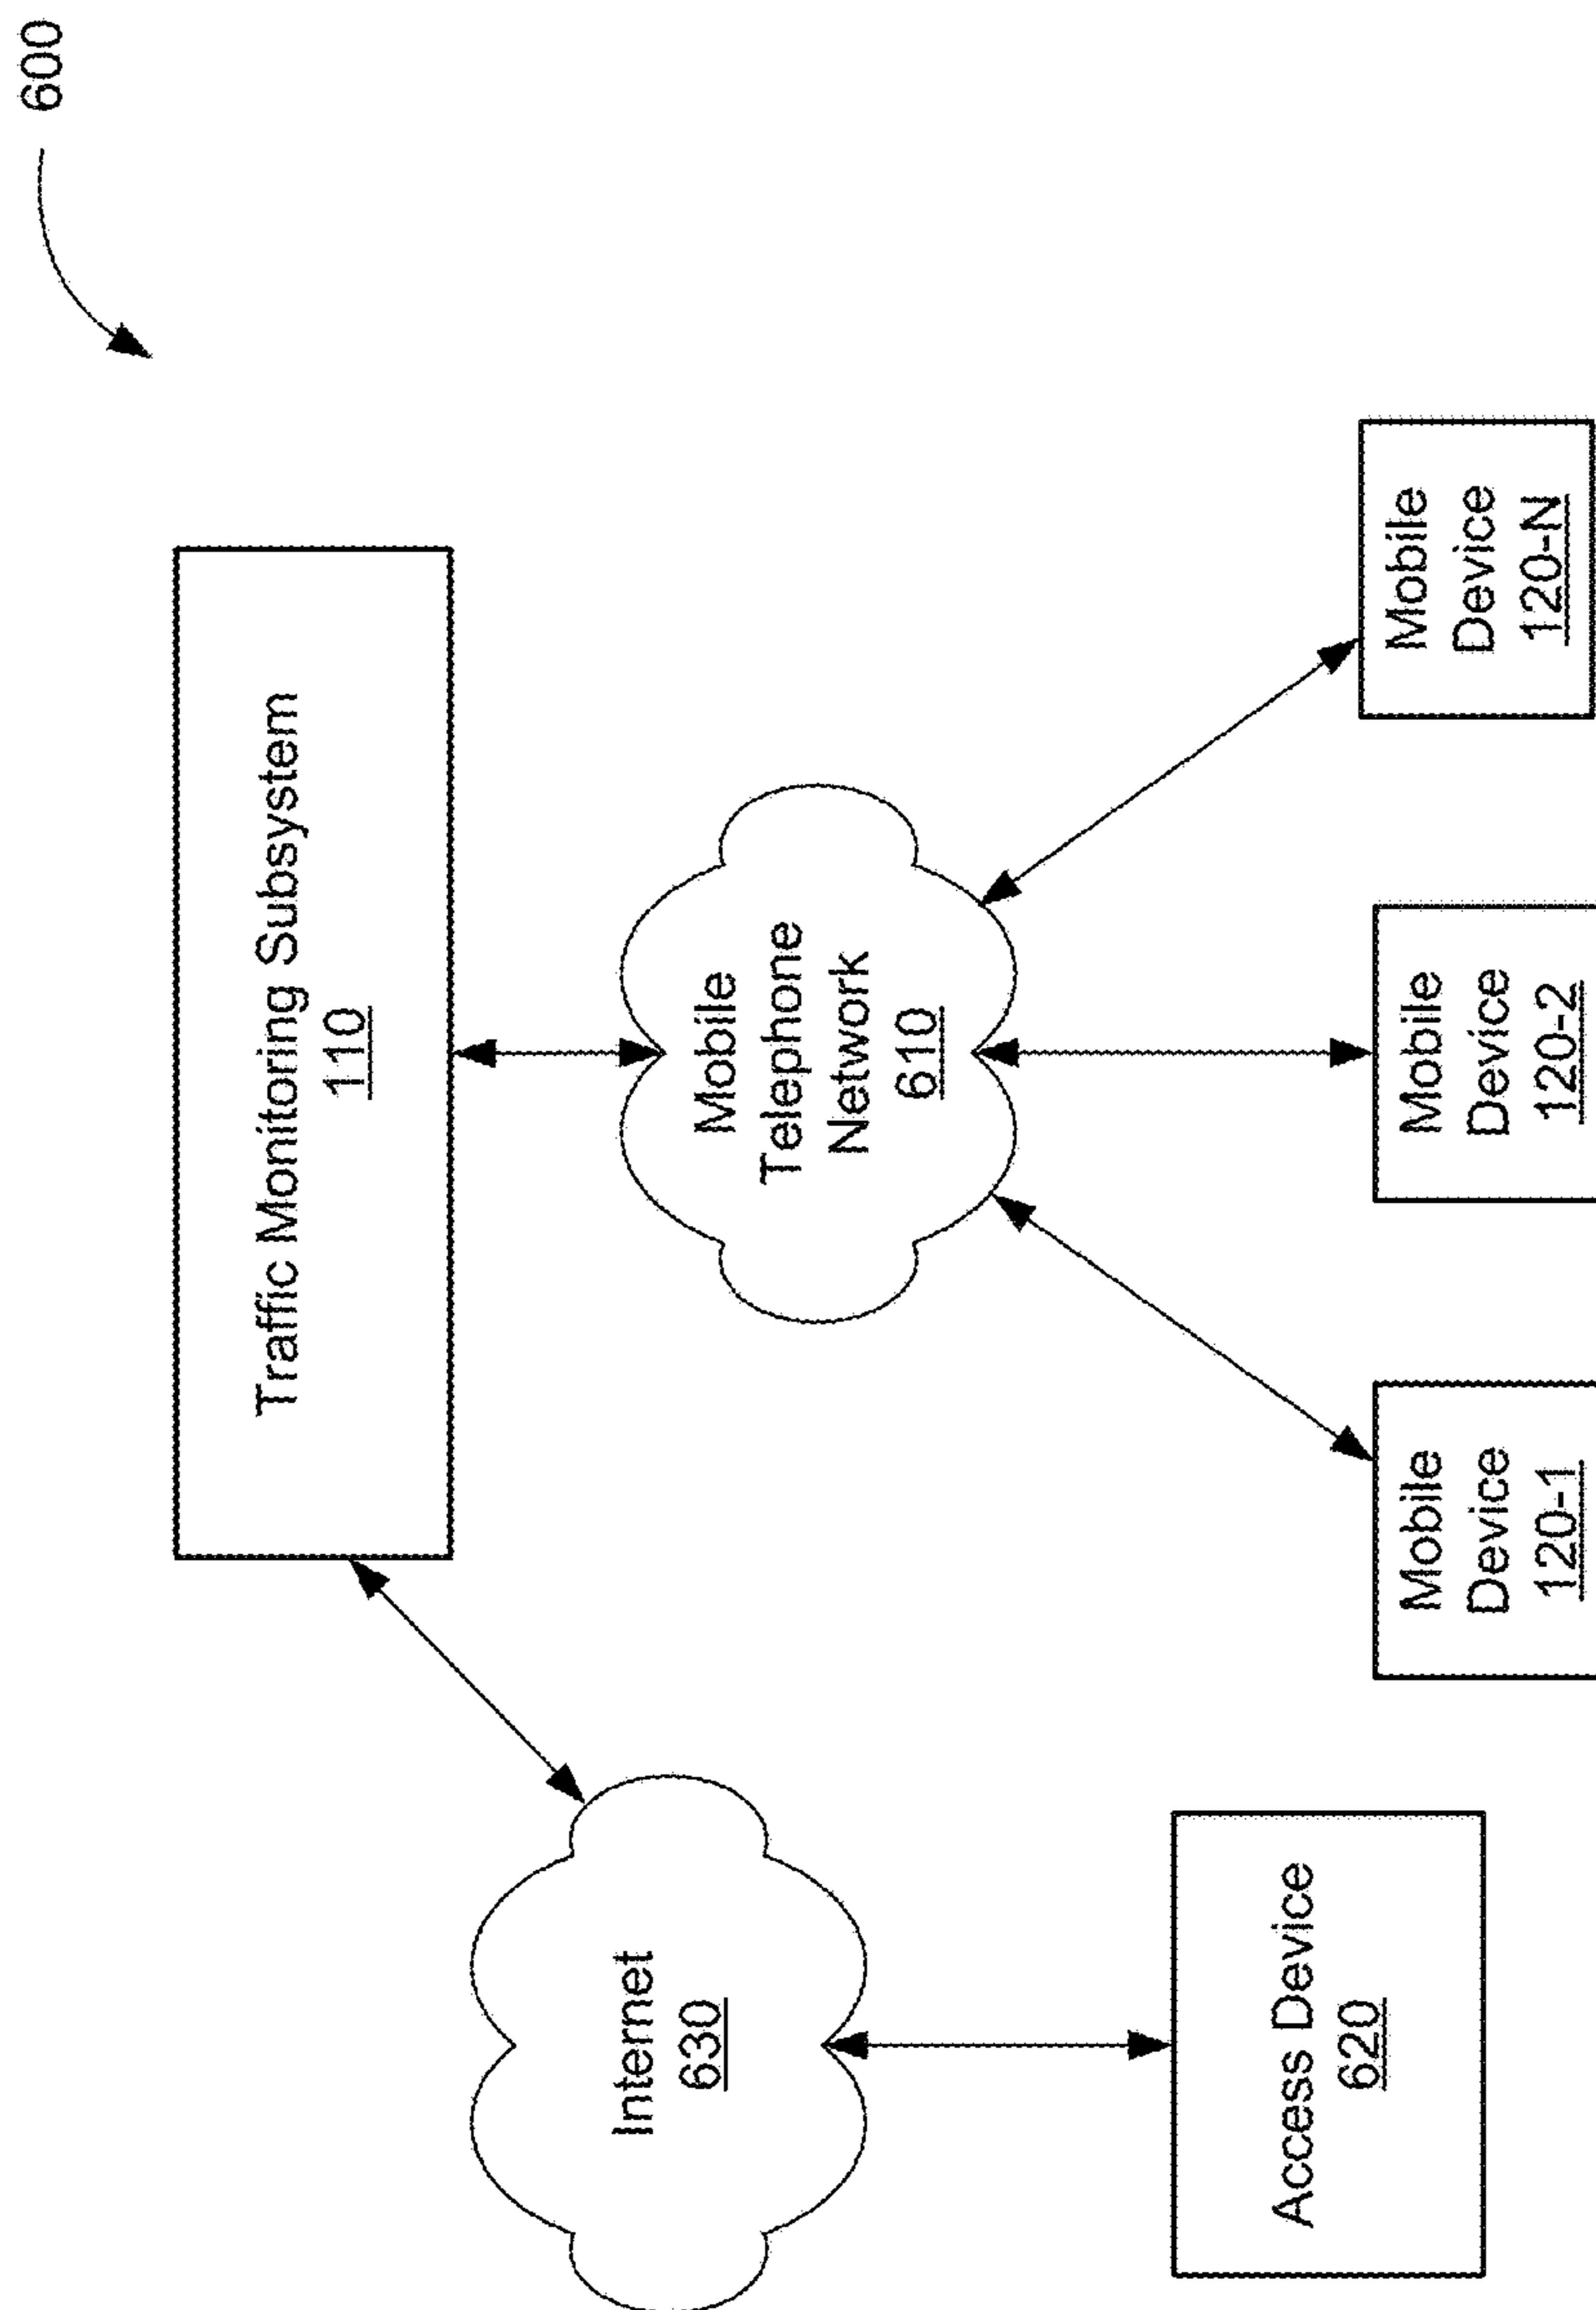 600
Traffic Monitoring Subsystem
110
Internet
630
Mobile
Telephone
Network
610
Access Device
620
Mobile
Device
120-1
Mobile
Device
120-2
Mobile
Device
120-N